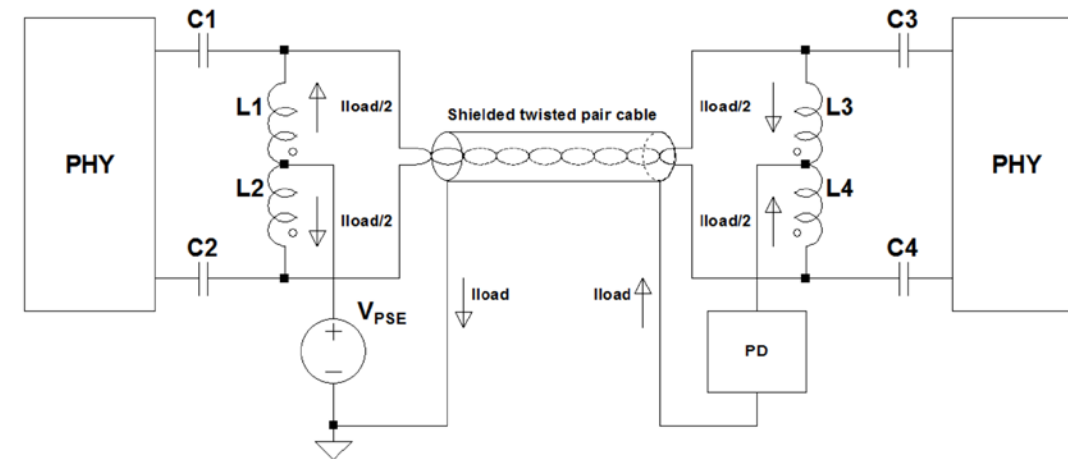 C1
C3
L1
Iload/2
Shielded twisted pair cable
Iload/2
L3
PHY
PHY
L2
L4
Iload/2
Iload/2
C2
C4
Iload
Iload
VPSE
PD